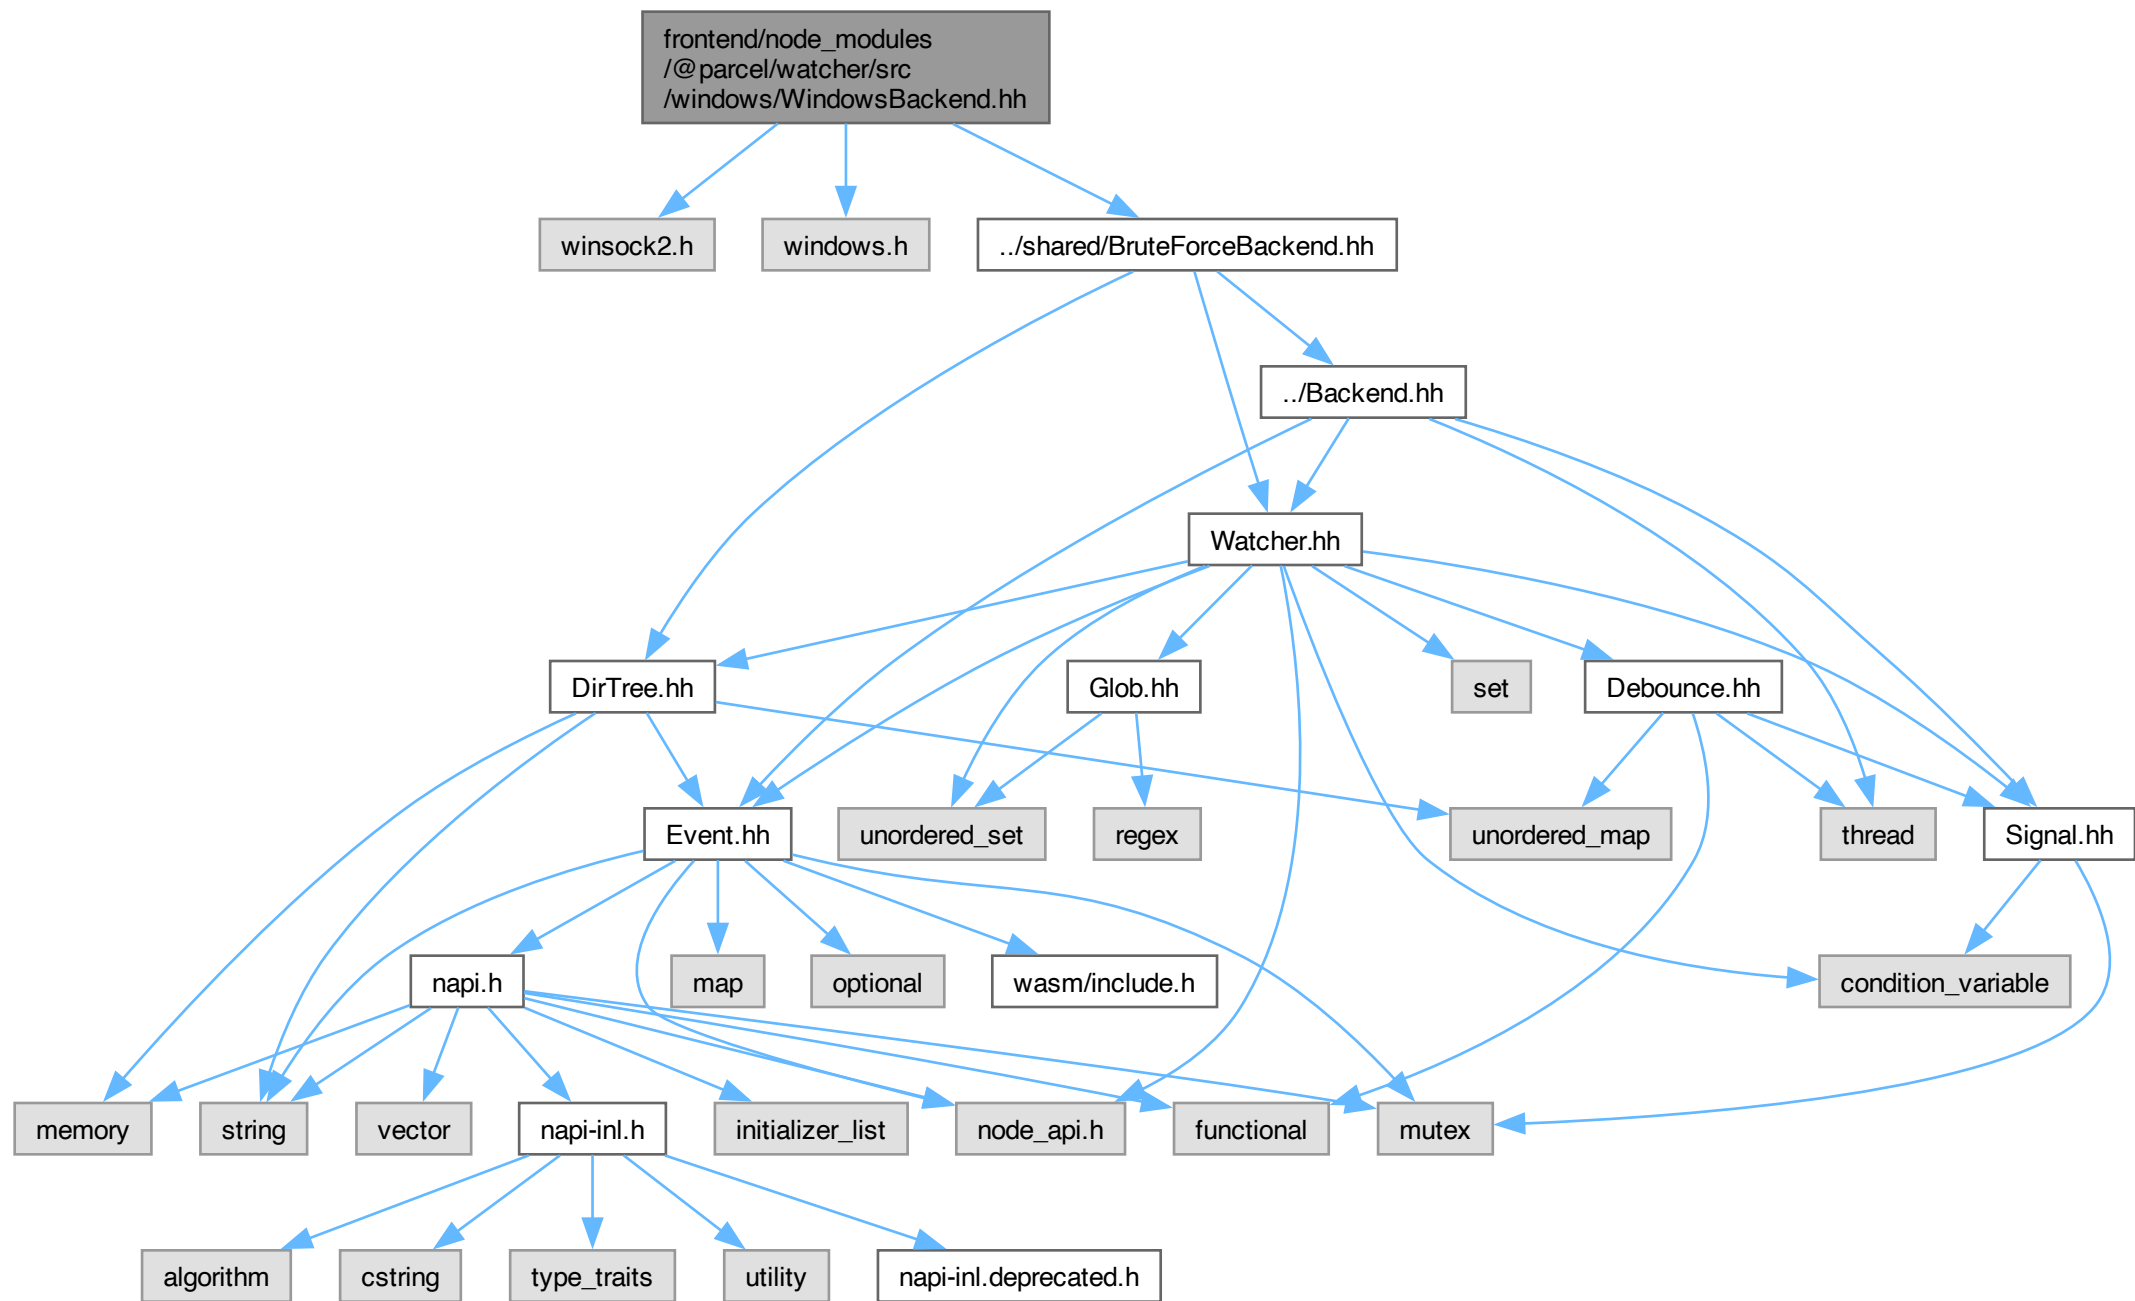 frontend/node_modules
/@parcel/watcher/src
/windows/WindowsBackend.hh
winsock2.h
windows.h
../shared/BruteForceBackend.hh
../Backend.hh
Watcher.hh
DirTree.hh
Glob.hh
set
Debounce.hh
Event.hh
unordered_set
regex
unordered_map
thread
Signal.hh
napi.h
map
optional
wasm/include.h
condition_variable
memory
string
vector
napi-inl.h
initializer_list
node_api.h
functional
mutex
algorithm
cstring
type_traits
utility
napi-inl.deprecated.h